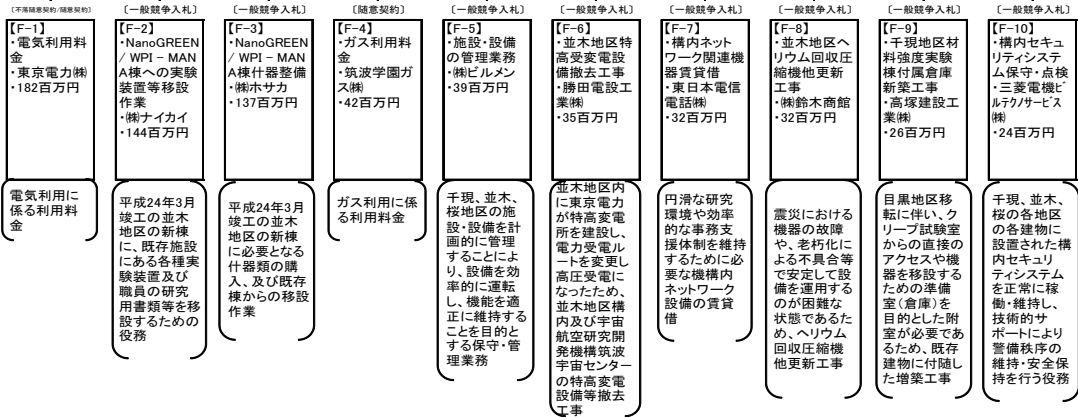 〔不落随意契約/随意契約〕
【F-1】
・電気利用料
金
・東京電力㈱
・182百万円
電気利用に
係る利用料
金
〔一般競争入札〕
【F-2】
・NanoGREEN
/ WPI - MAN
A棟への実験
装置等移設
作業
・㈱ナイカイ
・144百万円
平成24年3月
竣工の並木
地区の新棟
に、既存施設
にある各種実
験装置及び
職員の研究
用書類等を移
設するための
役務
〔一般競争入札〕
【F-3】
・NanoGREEN
/ WPI - MAN
A棟什器整備
・㈱ホサカ
・137百万円
平成24年3月
竣工の並木
地区の新棟
に必要となる
什器類の購
入、及び既存
棟からの移設
作業
〔随意契約〕
【F-4】
・ガス利用料
金
・筑波学園ガ
ス㈱
・42百万円
ガス利用に係
る利用料金
〔一般競争入札〕
【F-5】
・施設・設備
の管理業務
・㈱ビルメン
・39百万円
千現、並木、
桜地区の施
設・設備を計
画的に管理
することによ
り、設備を効
率的に運転
し、機能を適
正に維持する
ことを目的と
する保守・管
理業務
〔一般競争入札〕
【F-6】
・並木地区特
高受変電設
備撤去工事
・勝田電設工
業㈱
・35百万円
並木地区内
に東京電力
が特高変電
所を建設し、
電力受電ル
ートを変更し
高圧受電に
なったため、
並木地区構
内及び宇宙
航空研究開
発機構筑波
宇宙センター
の特高変電
設備等撤去
工事
〔一般競争入札〕
【F-7】
・構内ネット
ワーク関連機
器賃貸借
・東日本電信
電話㈱
・32百万円
円滑な研究
環境や効率
的な事務支
援体制を維持
するために必
要な機構内
ネットワーク
設備の賃貸
借
〔一般競争入札〕
【F-8】
・並木地区ヘ
リウム回収圧
縮機他更新
工事
・㈱鈴木商館
・32百万円
震災における
機器の故障
や、老朽化に
よる不具合等
で安定して設
備を運用する
のが困難な
状態であるた
め、ヘリウム
回収圧縮機
他更新工事
〔一般競争入札〕
【F-9】
・千現地区材
料強度実験
棟付属倉庫
新築工事
・高塚建設工
業㈱
・26百万円
目黒地区移
転に伴い、ク
リープ試験室
からの直接の
アクセスや機
器を移設する
ための準備
室（倉庫）を
目的とした附
室が必要であ
るため、既存
建物に付随し
た増築工事
〔一般競争入札〕
【F-10】
・構内セキュ
リティシステ
ム保守・点検
・三菱電機ビ
ルテクノサービス
㈱
・24百万円
千現、並木、
桜の各地区
の各建物に
設置された構
内セキュリ
ティシステム
を正常に稼
働・維持し、
技術的サ
ポートにより
警備秩序の
維持・安全保
持を行う役務